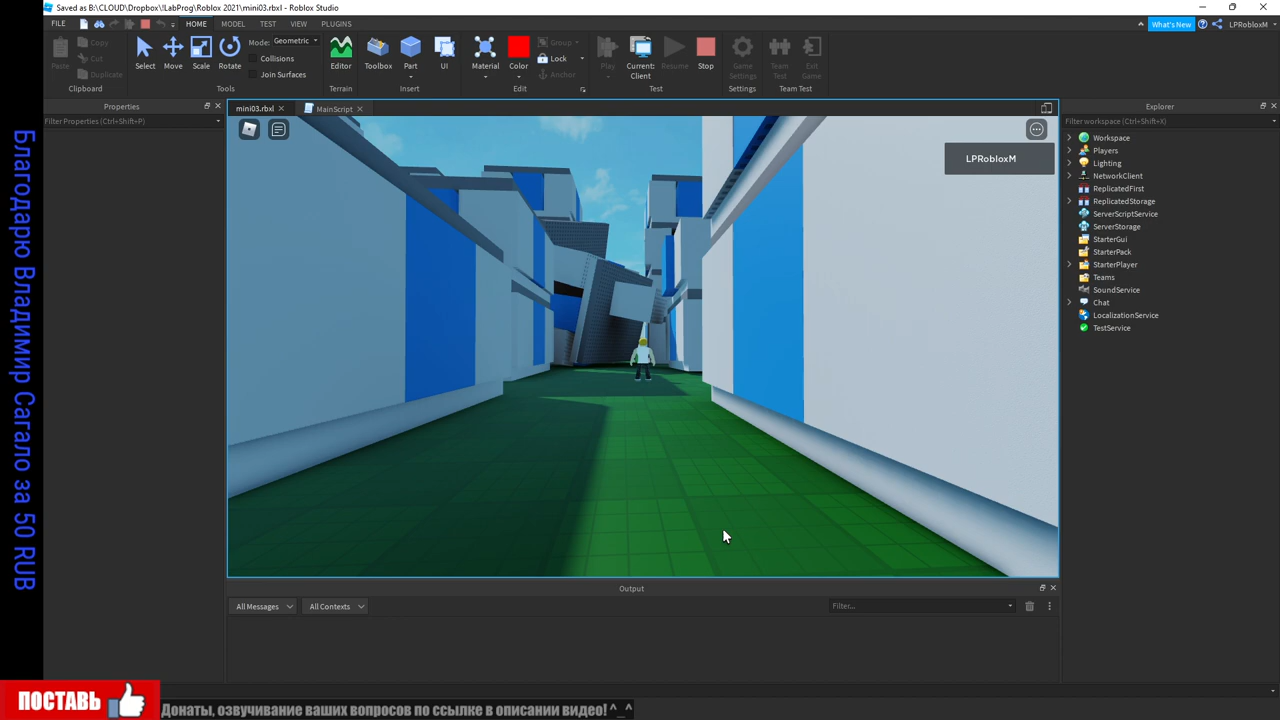 Saved as B:\CLOUD\Dropbox\!LabProg\Roblox 2021\mini03.rbxl - Roblox Studio
FILE HOME MODEL TEST VIEW PLUGINS What's New LPRobloxM
Paste Copy Cut Duplicate
Select Move Scale Rotate
Mode: Geometric
Collisions
Join Surfaces
Editor Toolbox Part UI Material Color
Group
Lock
Anchor
Play Current: Client Resume Stop Game Settings Team Test Exit Game
Clipboard Tools Terrain Insert Edit Test Settings Team Test
Properties
Filter Properties (Ctrl+Shift+P)
mini03.rbxl MainScript
LPRobloxM
Explorer
Filter workspace (Ctrl+Shift+X)
Workspace
Players
Lighting
NetworkClient
ReplicatedFirst
ReplicatedStorage
ServerScriptService
ServerStorage
StarterGui
StarterPack
StarterPlayer
Teams
SoundService
Chat
LocalizationService
TestService
Output
All Messages All Contexts Filter...
Благодарю Владимир Сагало за 50 RUB
ПОСТАВЬ
Донаты, озвучивание ваших вопросов по ссылке в описании видео! ^_^